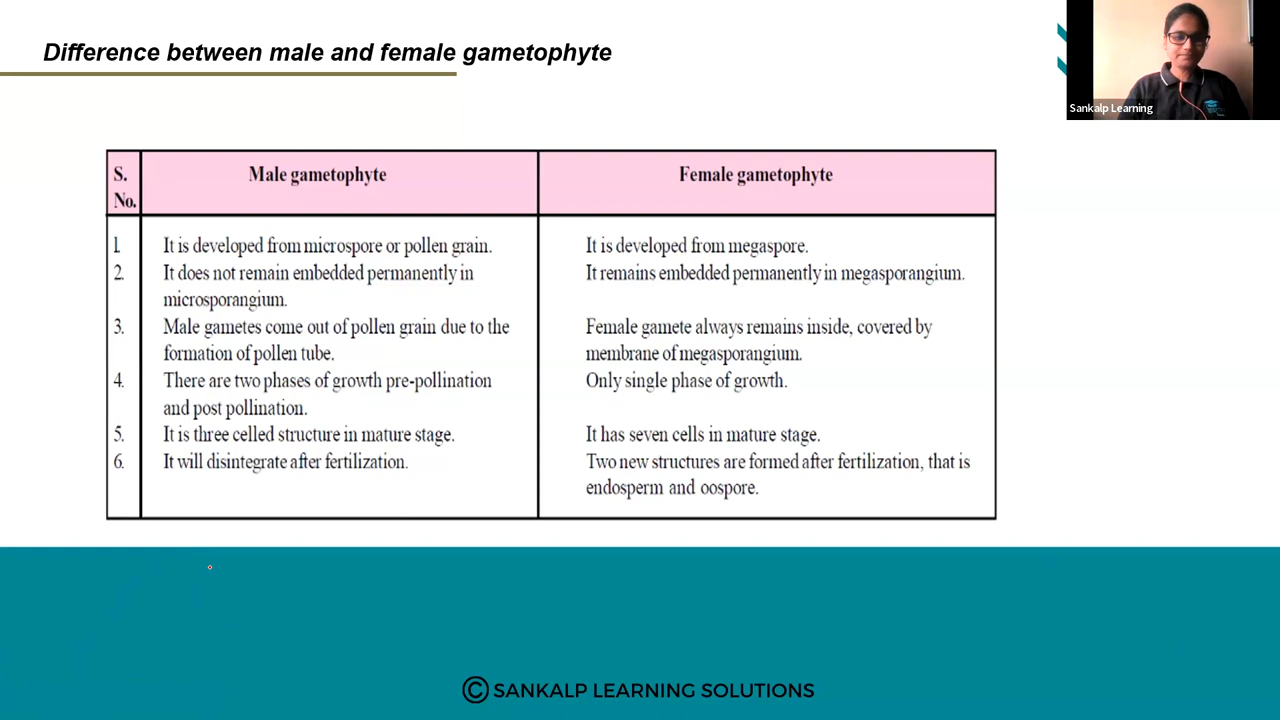 Difference between male and female gametophyte
Sankalp Learning
S. No.
Male gametophyte
Female gametophyte
1.
It is developed from microspore or pollen grain.
It is developed from megaspore.
2.
It does not remain embedded permanently in
microsporangium.
It remains embedded permanently in megasporangium.
3.
Male gametes come out of pollen grain due to the
formation of pollen tube.
Female gamete always remains inside, covered by
membrane of megasporangium.
4.
There are two phases of growth pre-pollination
and post pollination.
Only single phase of growth.
5.
It is three celled structure in mature stage.
It has seven cells in mature stage.
6.
It will disintegrate after fertilization.
Two new structures are formed after fertilization, that is
endosperm and oospore.
© SANKALP LEARNING SOLUTIONS